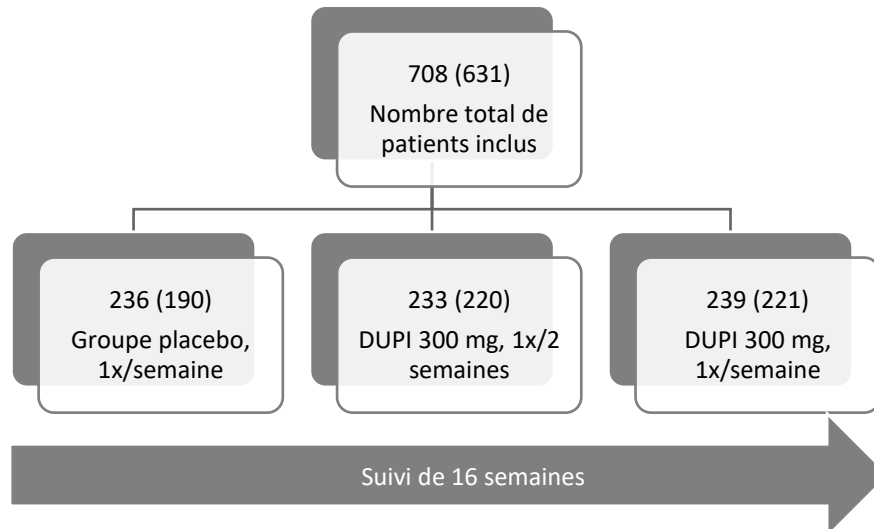 708 (631)
Nombre total de
patients inclus
236 (190)
Groupe placebo,
1x/semaine
233 (220)
DUPI 300 mg, 1x/2
semaines
239 (221)
DUPI 300 mg,
1x/semaine
Suivi de 16 semaines